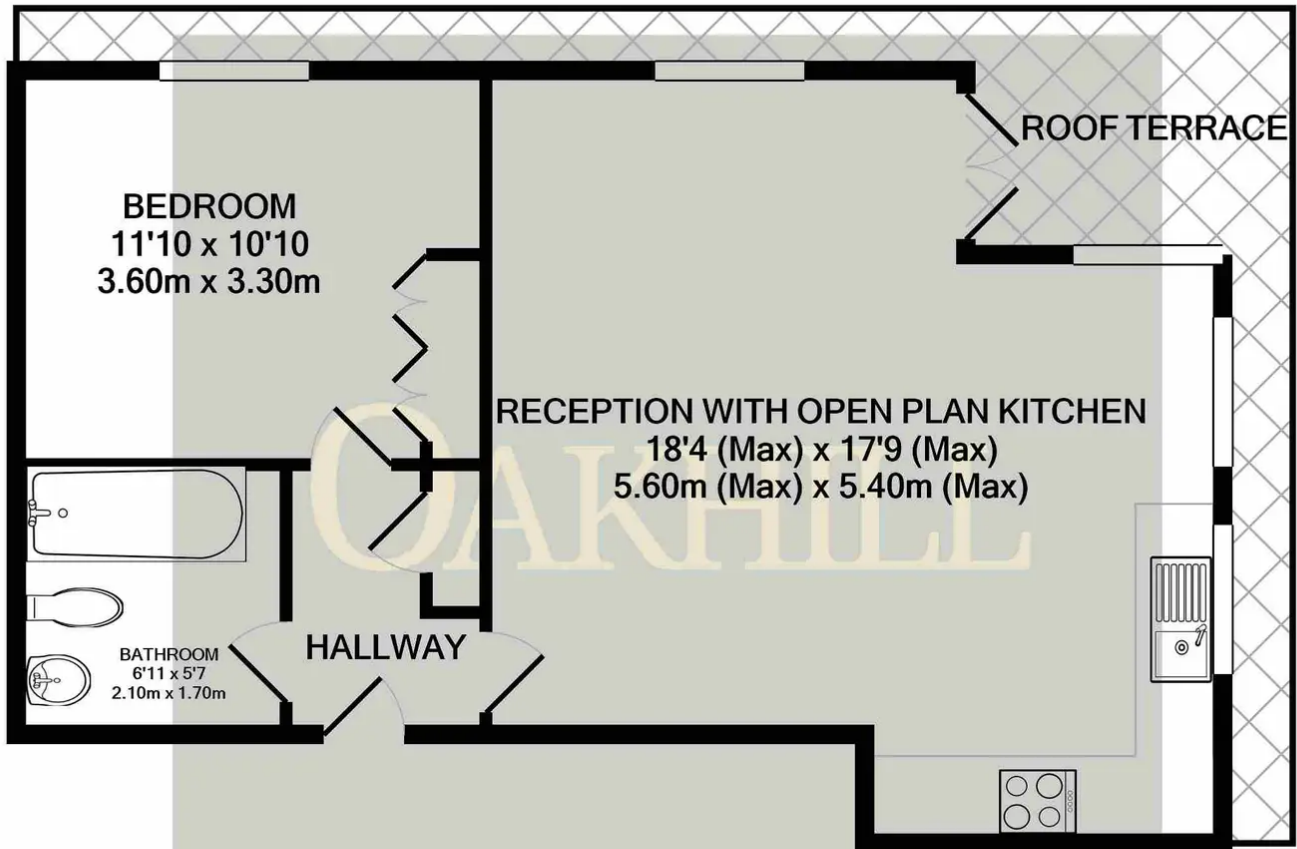 ROOF TERRACE
BEDROOM
11'10 x 10'10
3.60m x 3.30m
RECEPTION WITH OPEN PLAN KITCHEN
18'4 (Max) x 17'9 (Max)
5.60m (Max) x 5.40m (Max)
OAKHILL
HALLWAY
BATHROOM
6'11 x 5'7
2.10m x 1.70m